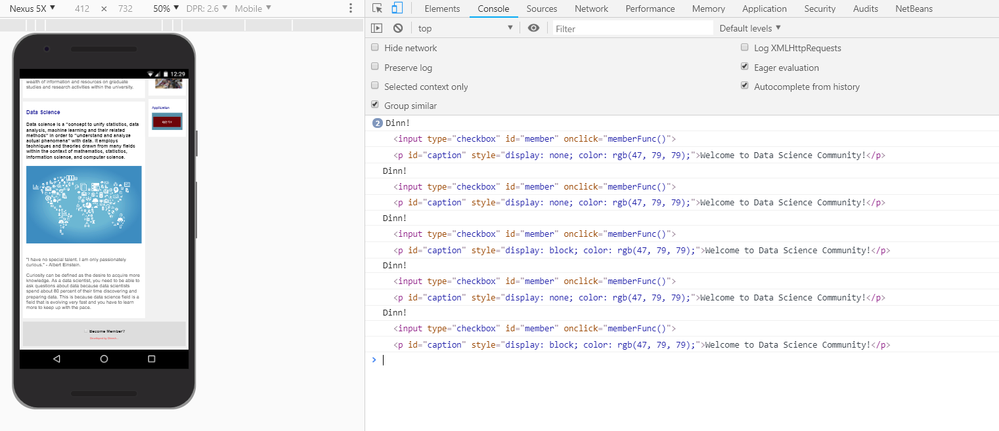 Nexus 5X ▼ 412 × 732 50% ▼ DPR: 2.6 ▼ Mobile ▼
Elements Console Sources Network Performance Memory Application Security Audits NetBeans
top ▼ Filter Default levels ▼
Hide network Log XMLHttpRequests
Preserve log Eager evaluation
Selected context only Autocomplete from history
Group similar
12:29
wealth of information and resources on graduate
studies and research activities within the university.
Data Science
Data science is a "concept to unify statistics, data
analysis, machine learning and their related
methods" in order to "understand and analyze
actual phenomena" with data. It employs
techniques and theories drawn from many fields
within the context of mathematics, statistics,
information science, and computer science.
"I have no special talent. I am only passionately
curious." - Albert Einstein.
Curiosity can be defined as the desire to acquire more
knowledge. As a data scientist, you need to be able to
ask questions about data because data scientists
spend about 80 percent of their time discovering and
preparing data. This is because data science field is a
field that is evolving very fast and you have to learn
more to keep up with the pace.
Application
Become Member?
Developed by
2 Dinn!
<input type="checkbox" id="member" onclick="memberFunc()">
<p id="caption" style="display: none; color: rgb(47, 79, 79);">Welcome to Data Science Community!</p>
Dinn!
<input type="checkbox" id="member" onclick="memberFunc()">
<p id="caption" style="display: none; color: rgb(47, 79, 79);">Welcome to Data Science Community!</p>
Dinn!
<input type="checkbox" id="member" onclick="memberFunc()">
<p id="caption" style="display: block; color: rgb(47, 79, 79);">Welcome to Data Science Community!</p>
Dinn!
<input type="checkbox" id="member" onclick="memberFunc()">
<p id="caption" style="display: none; color: rgb(47, 79, 79);">Welcome to Data Science Community!</p>
Dinn!
<input type="checkbox" id="member" onclick="memberFunc()">
<p id="caption" style="display: block; color: rgb(47, 79, 79);">Welcome to Data Science Community!</p>
>